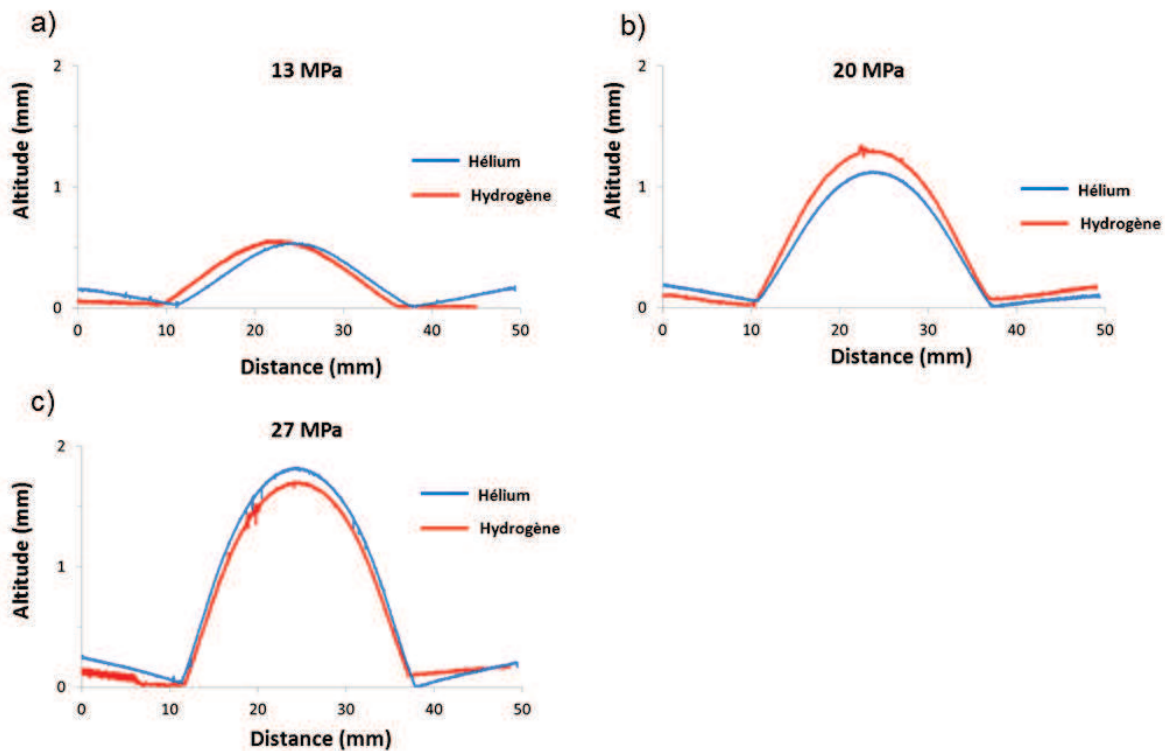 a)
13 MPa
2
1
0
Altitude (mm)
Hélium
Hydrogène
0 10 20 30 40 50
Distance (mm)
b)
20 MPa
2
1
0
Altitude (mm)
Hélium
Hydrogène
0 10 20 30 40 50
Distance (mm)
c)
27 MPa
2
1
0
Altitude (mm)
Hélium
Hydrogène
0 10 20 30 40 50
Distance (mm)